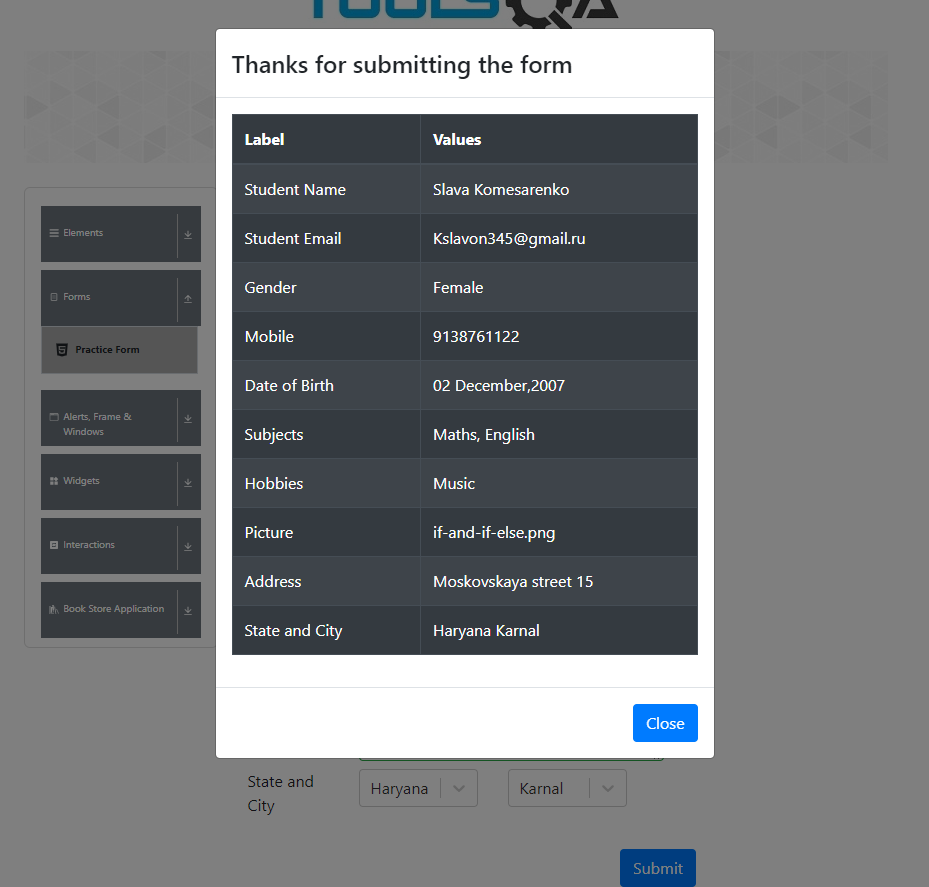 TOOLSQA
Thanks for submitting the form
Label Values
Student Name Slava Komesarenko
Student Email Kslavon345@gmail.ru
Gender Female
Mobile 9138761122
Date of Birth 02 December,2007
Subjects Maths, English
Hobbies Music
Picture if-and-if-else.png
Address Moskovskaya street 15
State and City Haryana Karnal
Close
Elements
Forms
Practice Form
Alerts, Frame &
Windows
Widgets
Interactions
Book Store Application
State and
City
Haryana
Karnal
Submit